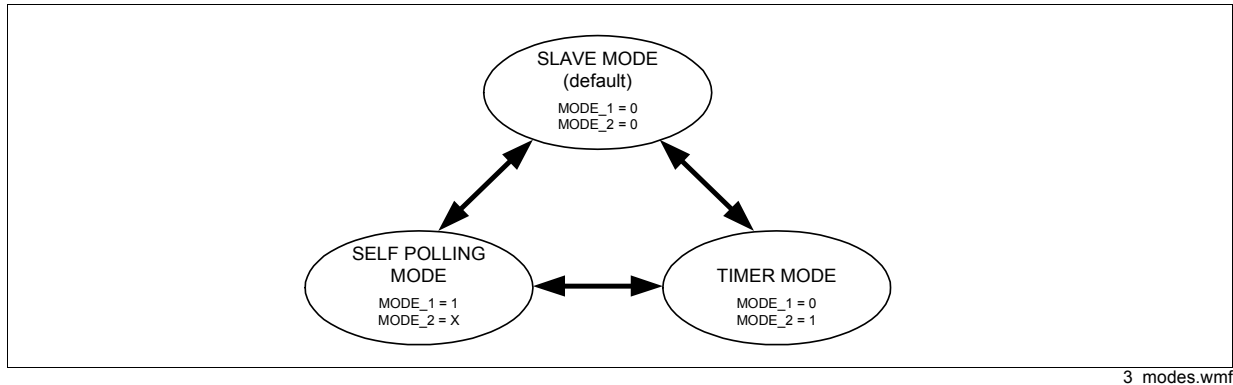 SLAVE MODE
(default)
MODE_1 = 0
MODE_2 = 0
SELF POLLING
MODE
MODE_1 = 1
MODE_2 = X
TIMER MODE
MODE_1 = 0
MODE_2 = 1
3_modes.wmf